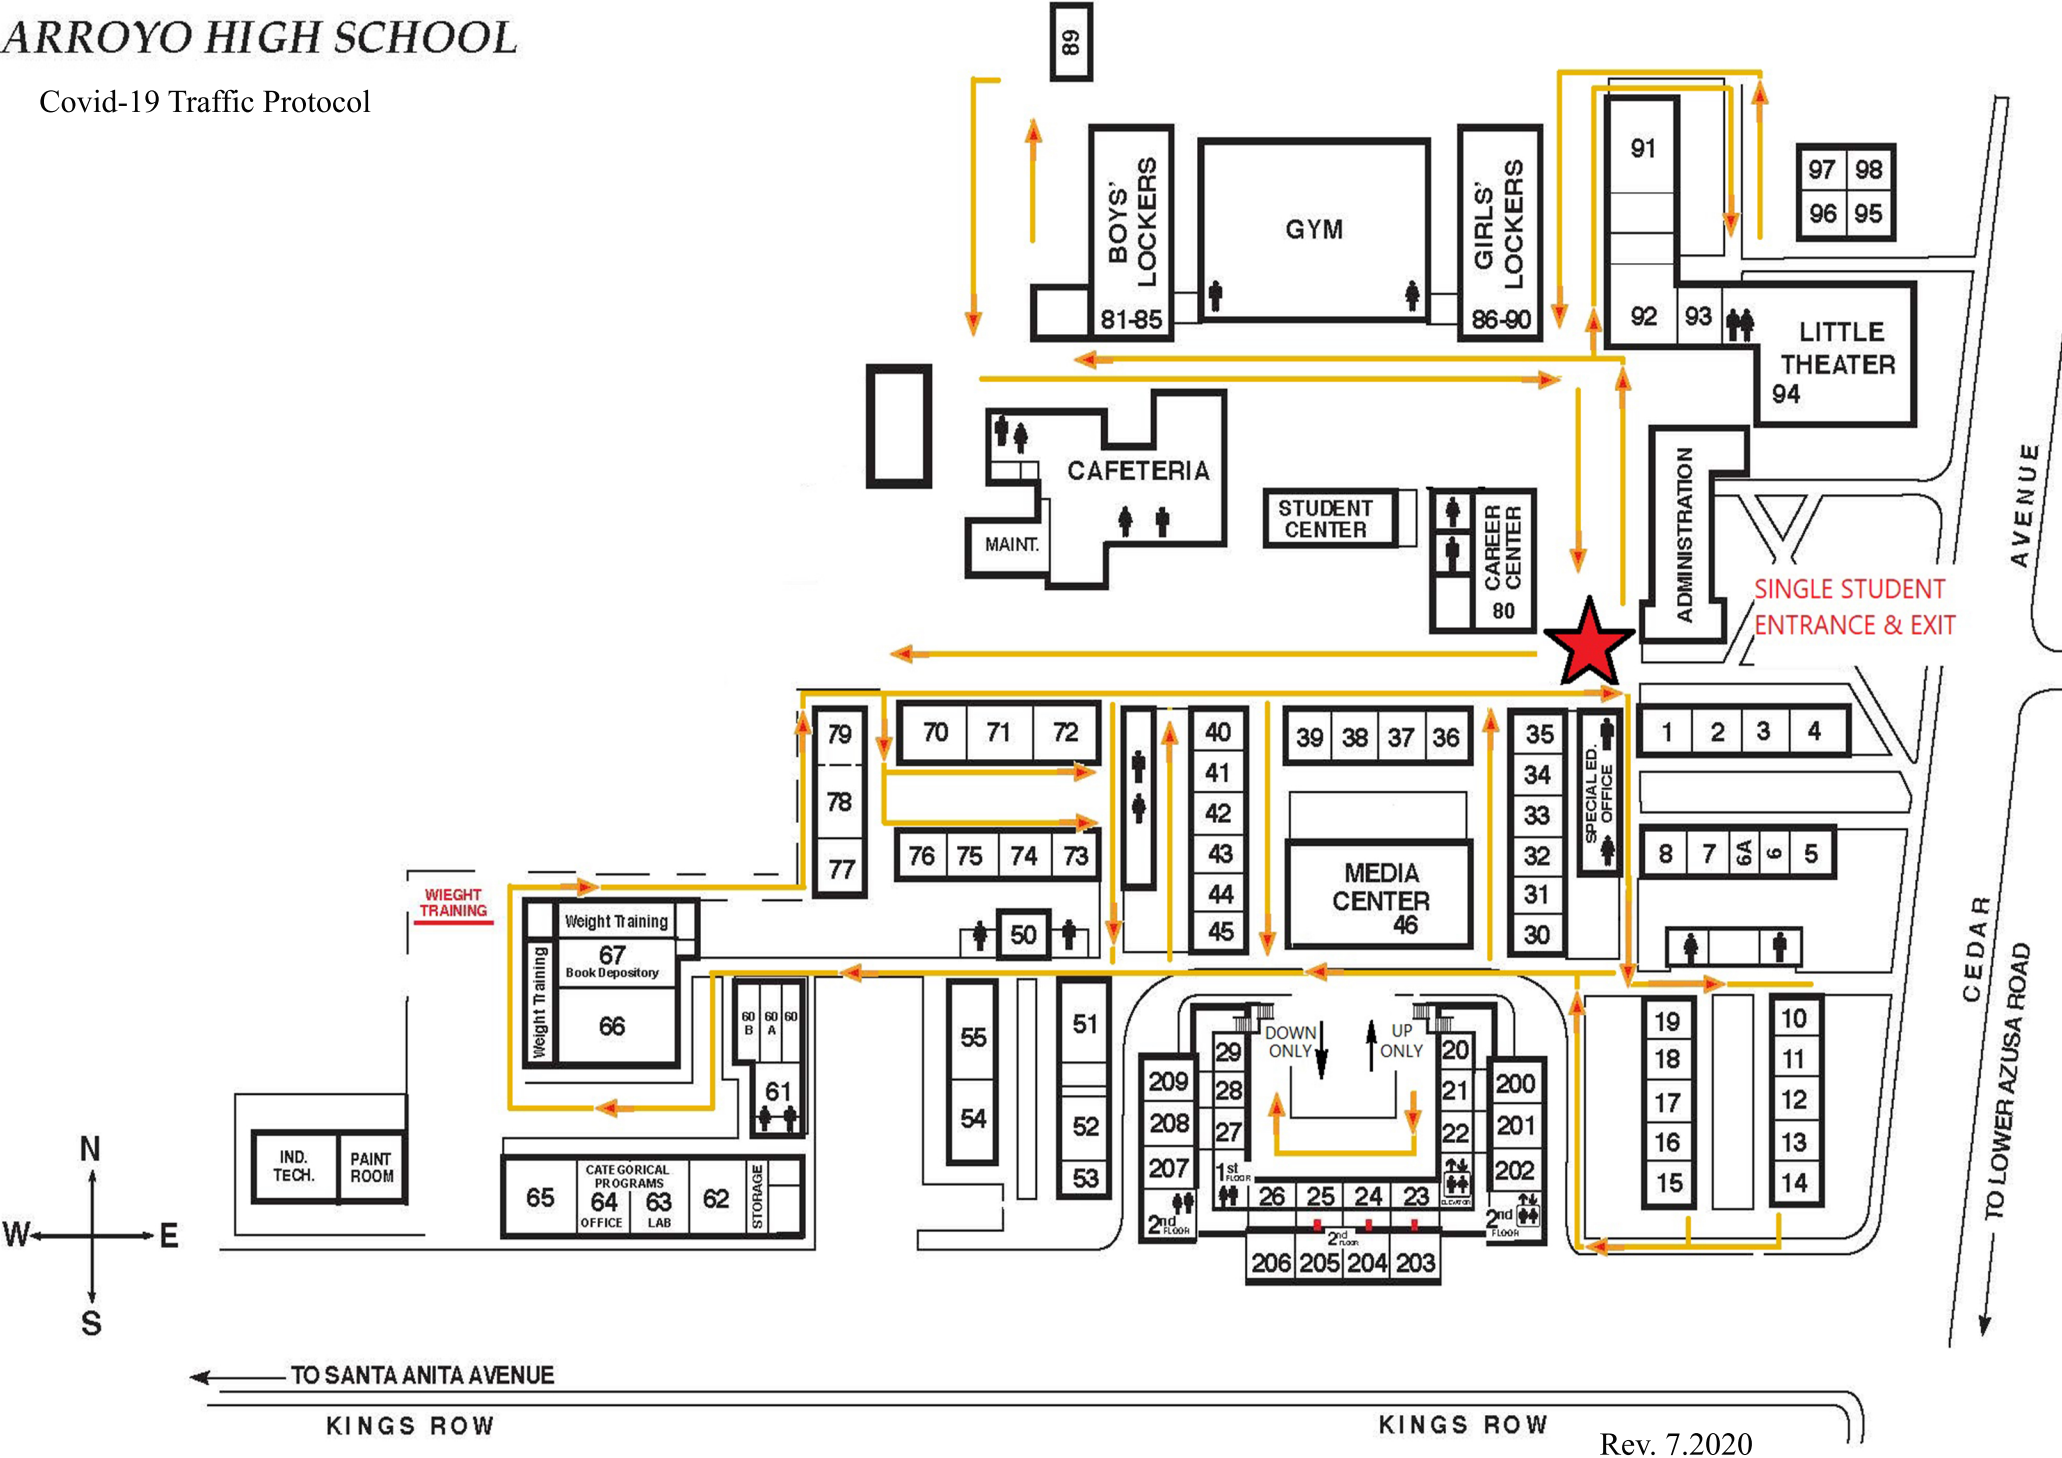 ARROYO HIGH SCHOOL
Covid-19 Traffic Protocol
89
BOYS'
LOCKERS
81-85
GYM
GIRLS'
LOCKERS
86-90
91
92
93
97
98
96
95
LITTLE
THEATER
94
CAFETERIA
MAINT.
STUDENT
CENTER
CAREER
CENTER
80
ADMINISTRATION
SINGLE STUDENT
ENTRANCE & EXIT
CEDAR
AVENUE
79
78
77
70
71
72
76
75
74
73
40
41
42
43
44
45
39
38
37
36
MEDIA
CENTER
46
35
34
33
32
31
30
SPECIAL ED.
OFFICE
1
2
3
4
8
7
6A
6
5
WIEGHT
TRAINING
Weight Training
Weight Training
67
Book Depository
66
50
60
B
60
A
60
61
55
54
51
52
53
DOWN
ONLY
UP
ONLY
29
28
27
1st
FLOOR
26
25
24
23
20
21
22
ELEVATOR
209
208
207
2nd
FLOOR
200
201
202
2nd
FLOOR
2nd
FLOOR
206
205
204
203
19
18
17
16
15
10
11
12
13
14
IND.
TECH.
PAINT
ROOM
65
CATEGORICAL
PROGRAMS
64
OFFICE
63
LAB
62
STORAGE
N
W
E
S
TO LOWER AZUSA ROAD
TO SANTA ANITA AVENUE
KINGS ROW
KINGS ROW
Rev. 7.2020